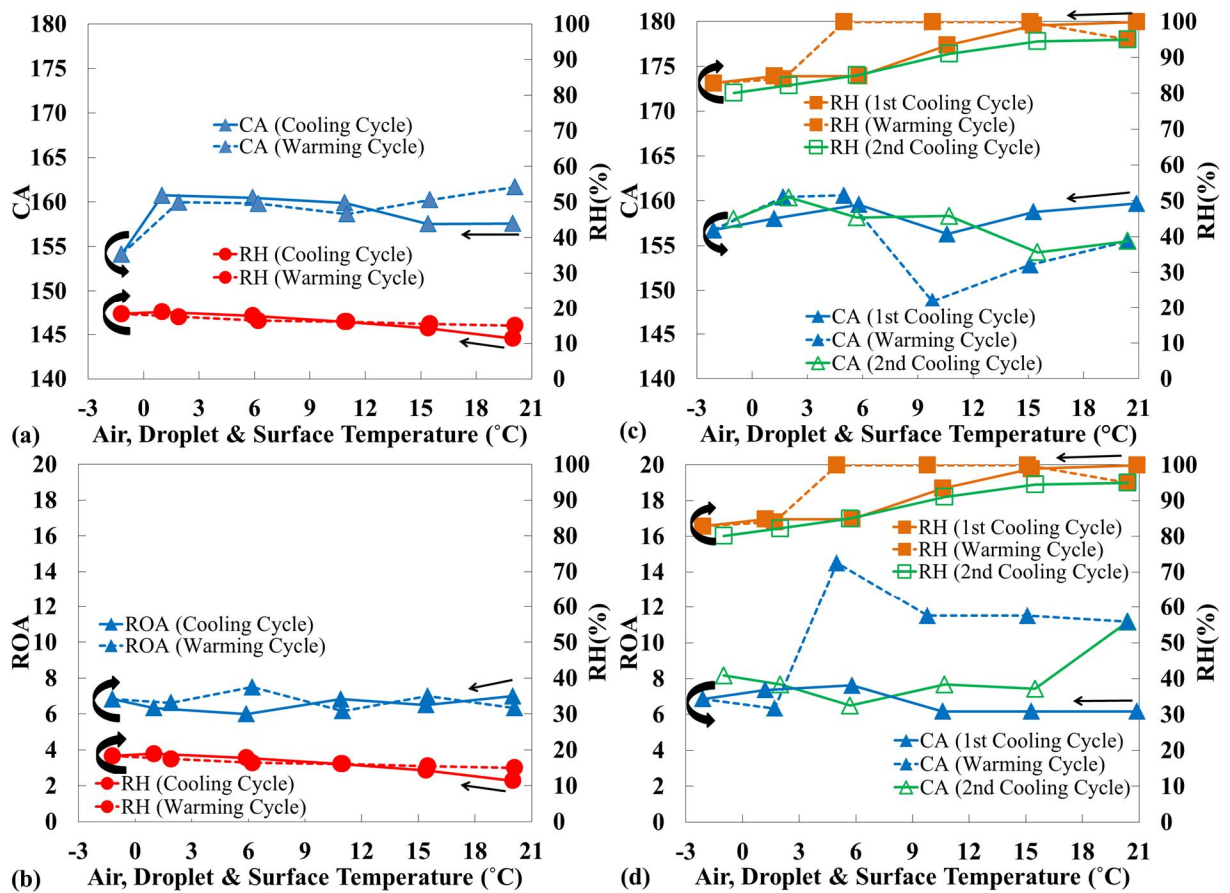 180
175
170
165
160
155
150
145
140
CA
100
90
80
70
60
50
40
30
20
10
0
RH(%)
CA (Cooling Cycle)
CA (Warming Cycle)
RH (Cooling Cycle)
RH (Warming Cycle)
-3 0 3 6 9 12 15 18 21
(a) Air, Droplet & Surface Temperature (˚C)
180
175
170
165
160
155
150
145
140
CA
100
90
80
70
60
50
40
30
20
10
0
RH(%)
RH (1st Cooling Cycle)
RH (Warming Cycle)
RH (2nd Cooling Cycle)
CA (1st Cooling Cycle)
CA (Warming Cycle)
CA (2nd Cooling Cycle)
-3 0 3 6 9 12 15 18 21
(c) Air, Droplet & Surface Temperature (°C)
20
18
16
14
12
10
8
6
4
2
0
ROA
100
90
80
70
60
50
40
30
20
10
0
RH(%)
ROA (Cooling Cycle)
ROA (Warming Cycle)
RH (Cooling Cycle)
RH (Warming Cycle)
-3 0 3 6 9 12 15 18 21
(b) Air, Droplet & Surface Temperature (˚C)
20
18
16
14
12
10
8
6
4
2
0
ROA
100
90
80
70
60
50
40
30
20
10
0
RH(%)
RH (1st Cooling Cycle)
RH (Warming Cycle)
RH (2nd Cooling Cycle)
CA (1st Cooling Cycle)
CA (Warming Cycle)
CA (2nd Cooling Cycle)
-3 0 3 6 9 12 15 18 21
(d) Air, Droplet & Surface Temperature (˚C)